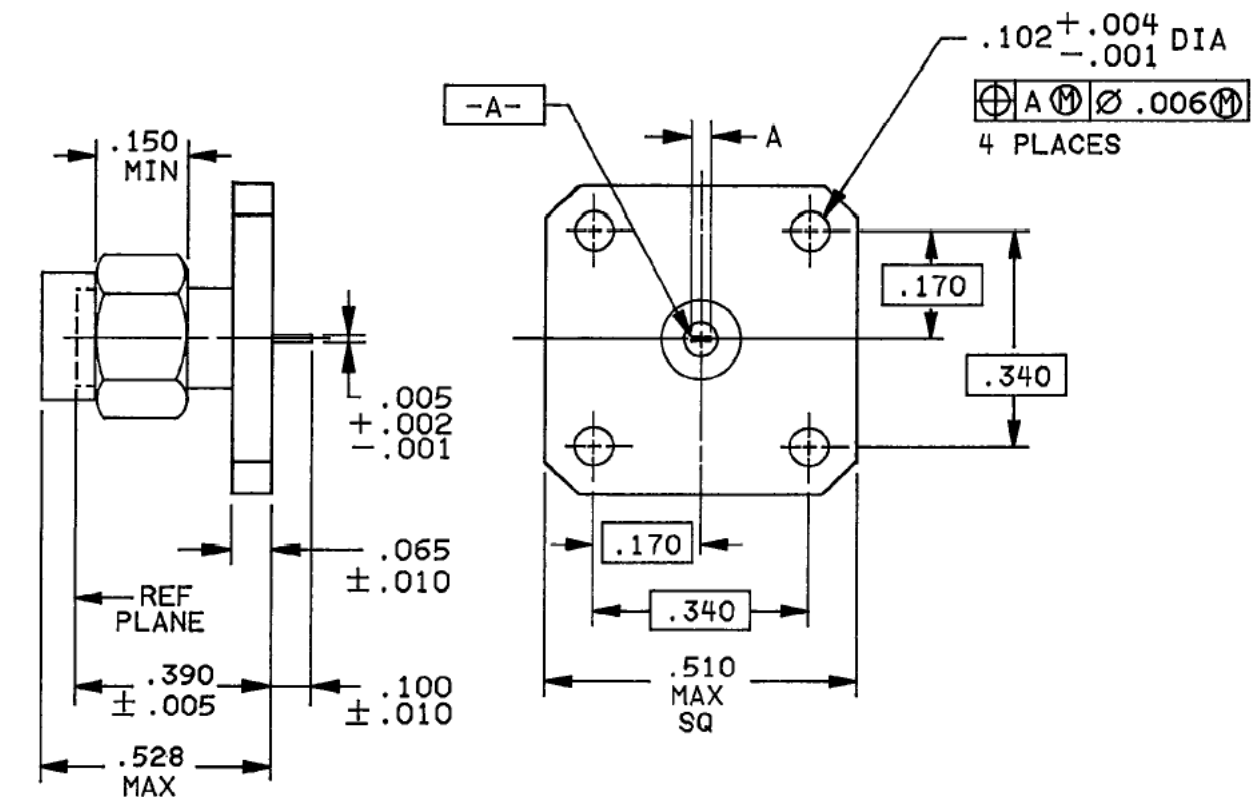 .102 +.004 -.001 DIA
⌖ A Ⓜ ⌀ .006 Ⓜ
4 PLACES
-A-
A
.150
MIN
.170
.340
.005
+.002
-.001
.170
.065
±.010
REF
PLANE
.340
.390
±.005
.100
±.010
.510
MAX
SQ
.528
MAX